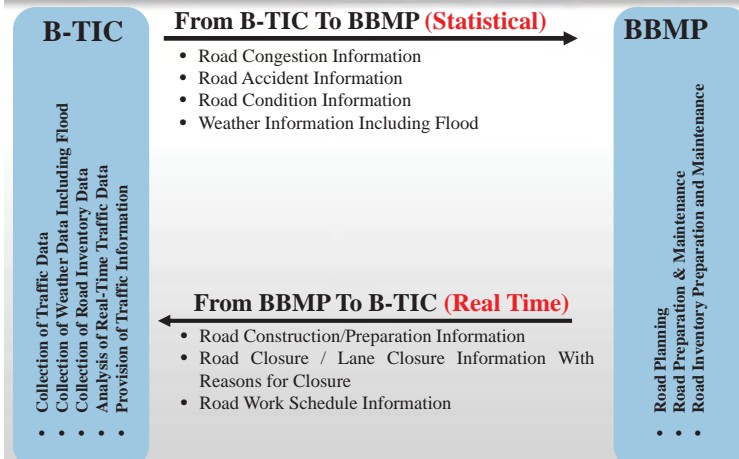 B-TIC
• Collection of Traffic Data
• Collection of Weather Data Including Flood
• Collection of Road Inventory Data
• Analysis of Real-Time Traffic Data
• Provision of Traffic Information
From B-TIC To BBMP (Statistical)
• Road Congestion Information
• Road Accident Information
• Road Condition Information
• Weather Information Including Flood
From BBMP To B-TIC (Real Time)
• Road Construction/Preparation Information
• Road Closure / Lane Closure Information With
Reasons for Closure
• Road Work Schedule Information
BBMP
• Road Planning
• Road Preparation & Maintenance
• Road Inventory Preparation and Maintenance